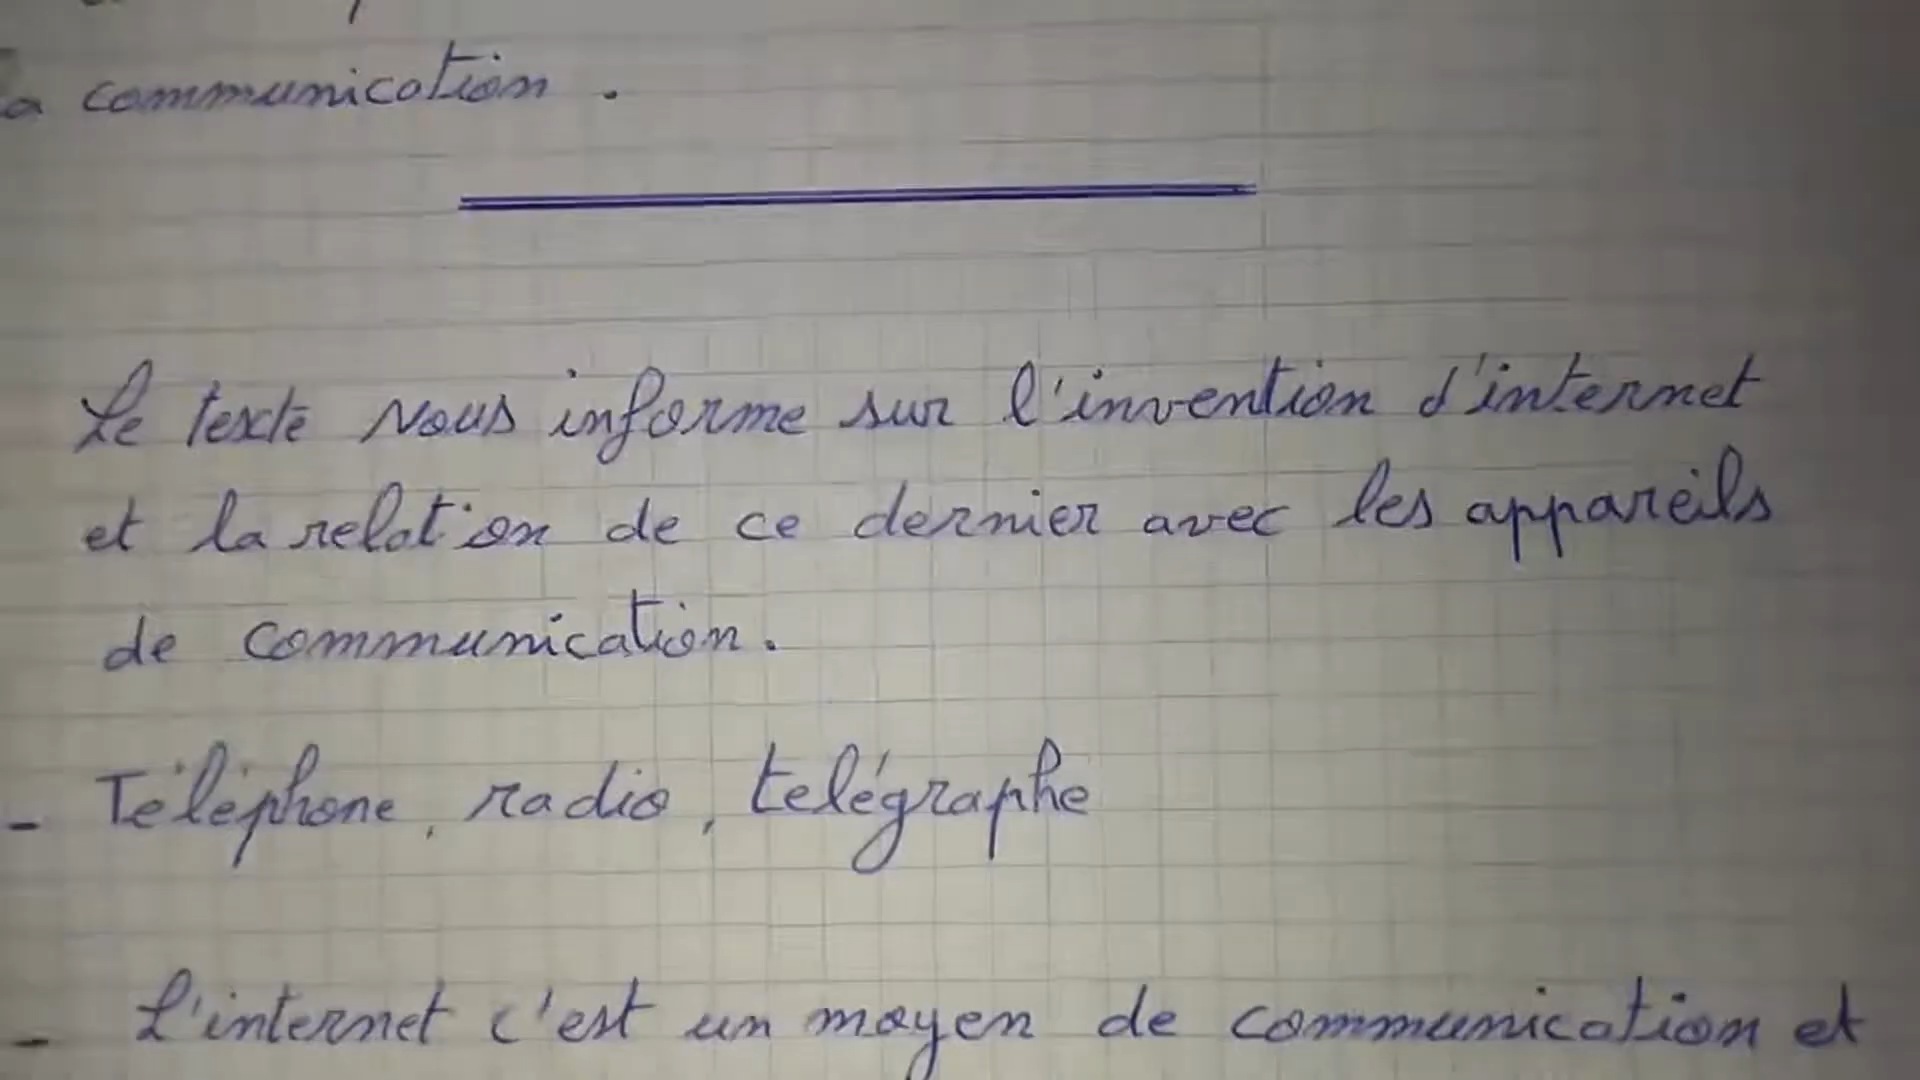 a communication.
Le texte Nous informe sur l'invention d'internet
et la relation de ce dernier avec les appareils
de communication.
- Téléphone, radio, telégraphe
- L'internet c'est un moyen de communication et